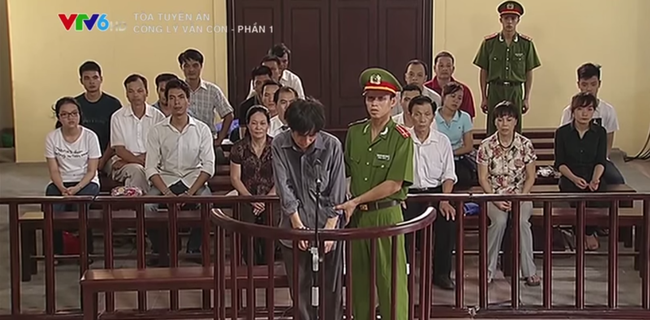 VTV6
TÒA TUYÊN ÁN
CÔNG LÝ VẪN CÒN - PHẦN 1